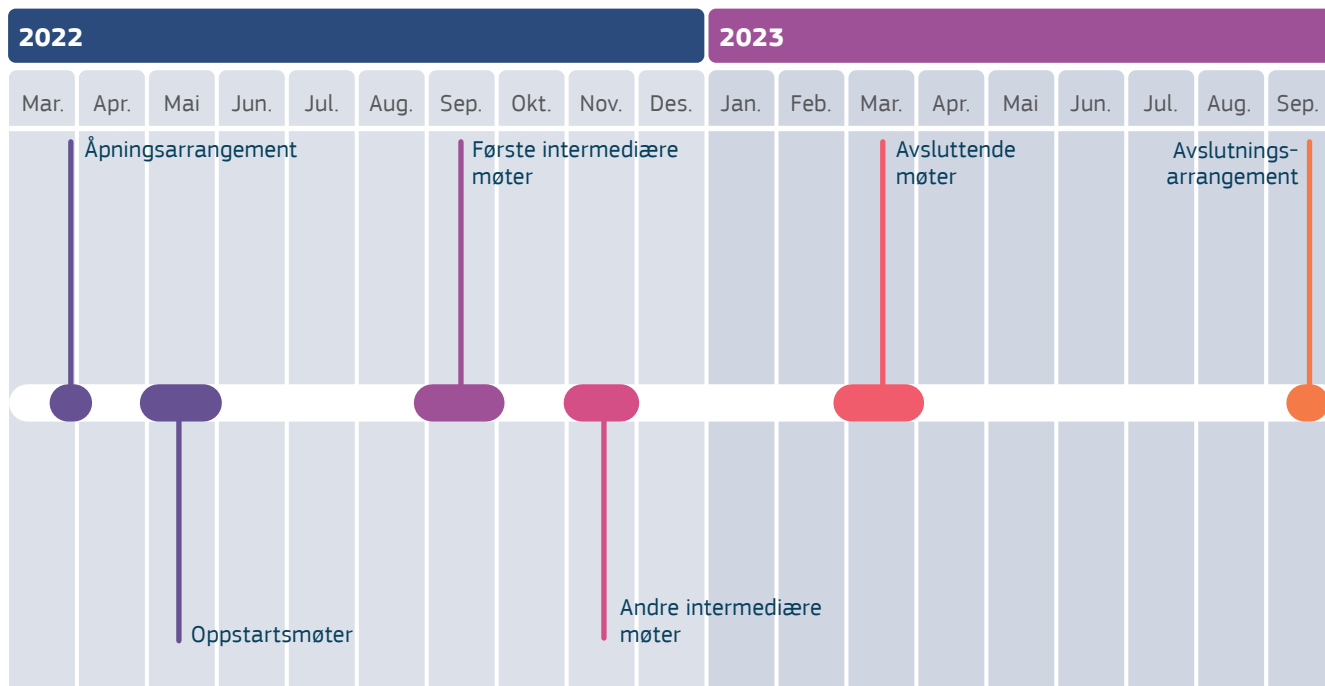 2022
2023
Mar.
Apr.
Mai
Jun.
Jul.
Aug.
Sep.
Okt.
Nov.
Des.
Jan.
Feb.
Mar.
Apr.
Mai
Jun.
Jul.
Aug.
Sep.
Åpningsarrangement
Første intermediære
møter
Avsluttende
møter
Avslutnings-
arrangement
Oppstartsmøter
Andre intermediære
møter